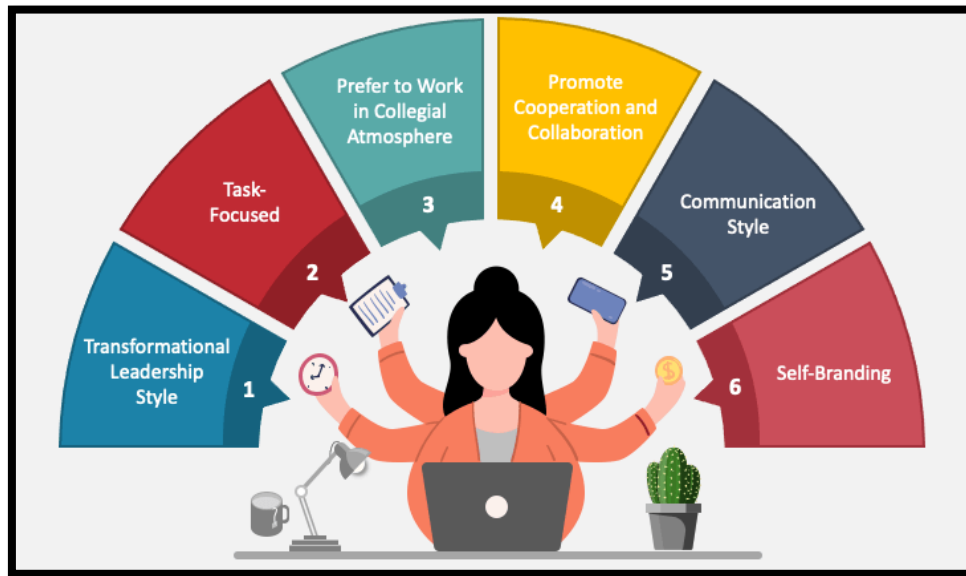 Transformational
Leadership
Style
1
Task-
Focused
2
Prefer to Work
in Collegial
Atmosphere
3
Promote
Cooperation and
Collaboration
4
Communication
Style
5
Self-Branding
6
$